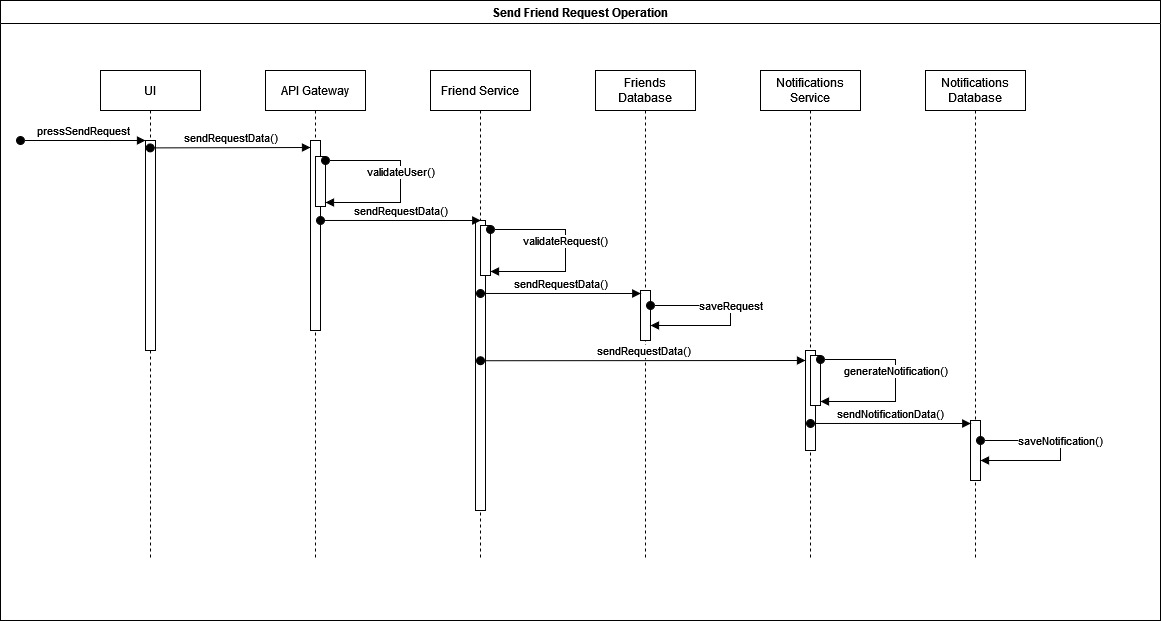 Send Friend Request Operation
UI
API Gateway
Friend Service
Friends
Database
Notifications
Service
Notifications
Database
pressSendRequest
sendRequestData()
validateUser()
sendRequestData()
validateRequest()
sendRequestData()
saveRequest
sendRequestData()
generateNotification()
sendNotificationData()
saveNotification()